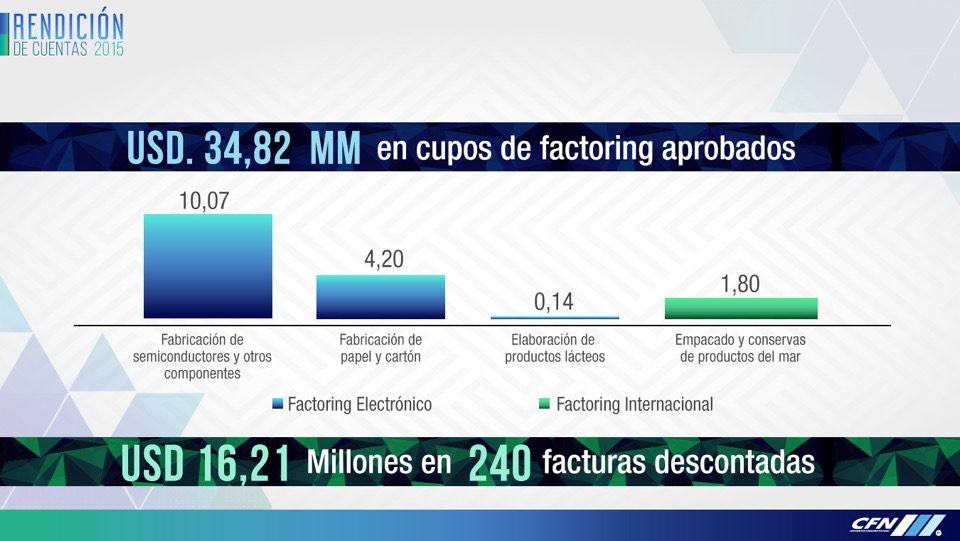 RENDICIÓN
DE CUENTAS 2015
USD. 34,82 MM en cupos de factoring aprobados
10,07
4,20
0,14
1,80
Fabricación de
semiconductores y otros
componentes
Fabricación de
papel y cartón
Elaboración de
productos lácteos
Empacado y conservas
de productos del mar
Factoring Electrónico
Factoring Internacional
USD 16,21 Millones en 240 facturas descontadas
CFN